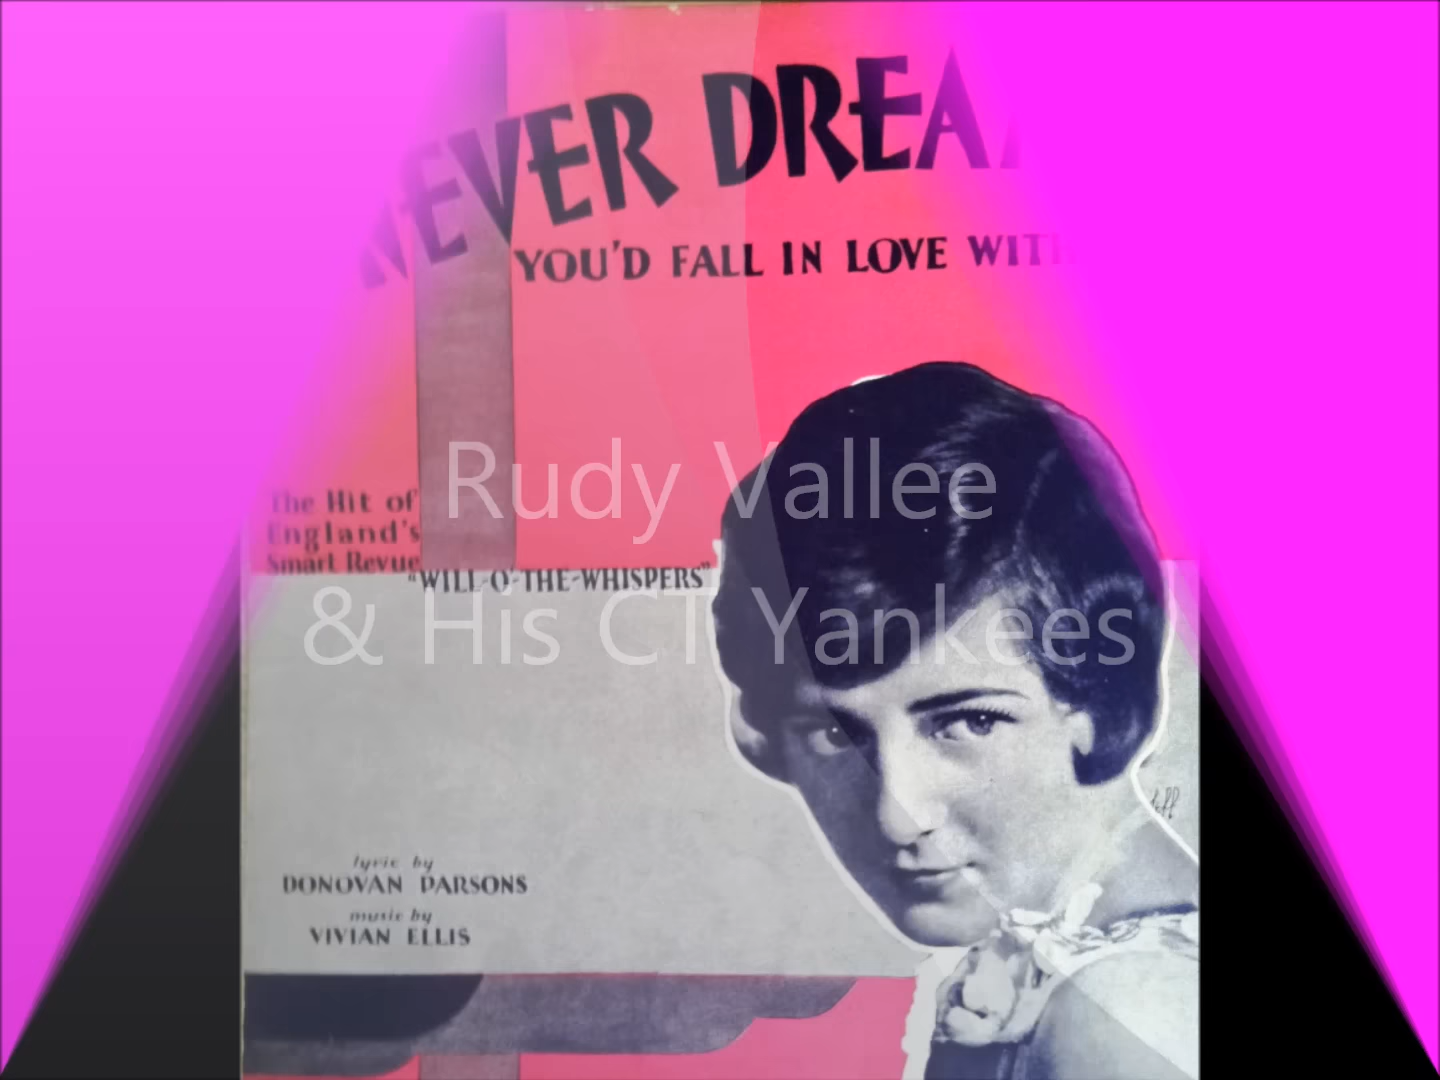 NEVER DREA
YOU'D FALL IN LOVE WITH
Rudy Vallee
The Hit of
England's
Smart Revue
"WILL-O'-THE-WHISPERS"
& His CT Yankees
lyric by
DONOVAN PARSONS
music by
VIVIAN ELLIS